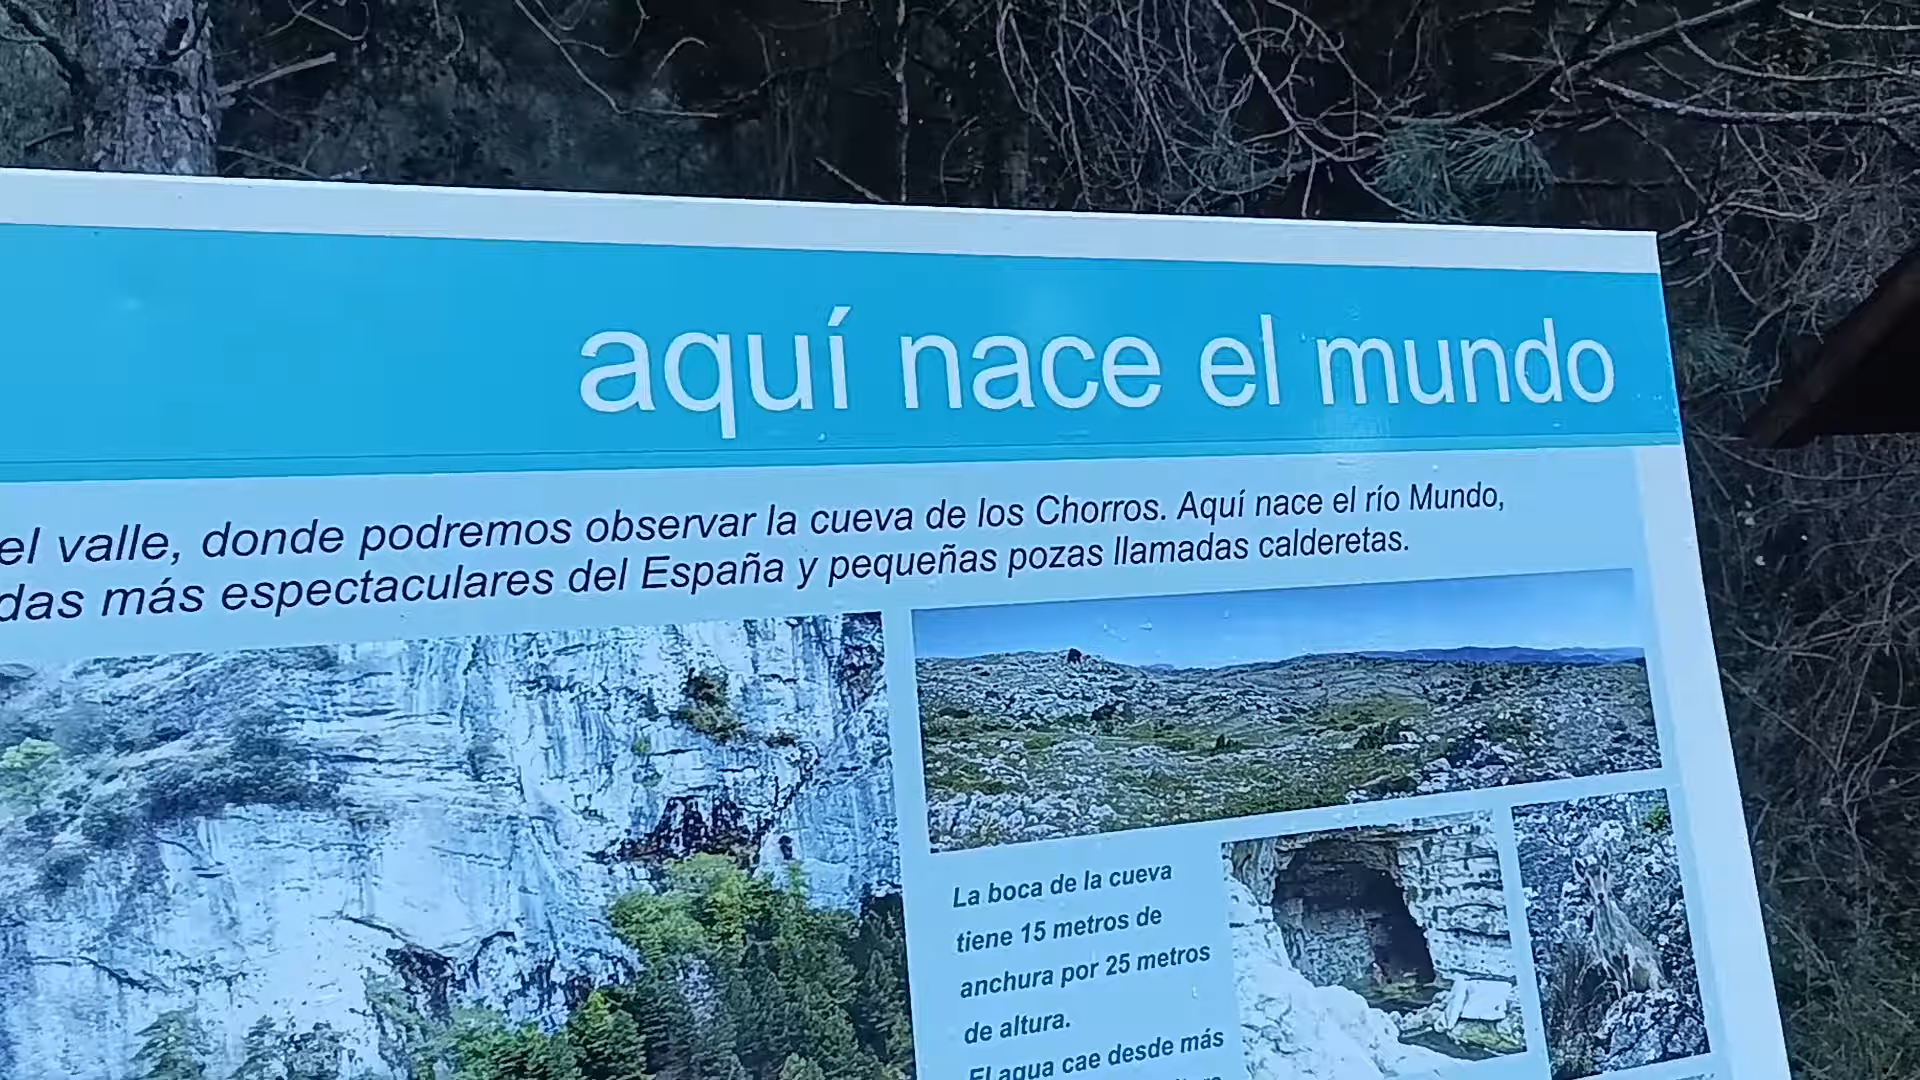 aquí nace el mundo
el valle, donde podremos observar la cueva de los Chorros. Aquí nace el río Mundo,
das más espectaculares del España y pequeñas pozas llamadas calderetas.
La boca de la cueva
tiene 15 metros de
anchura por 25 metros
de altura.
El agua cae desde más